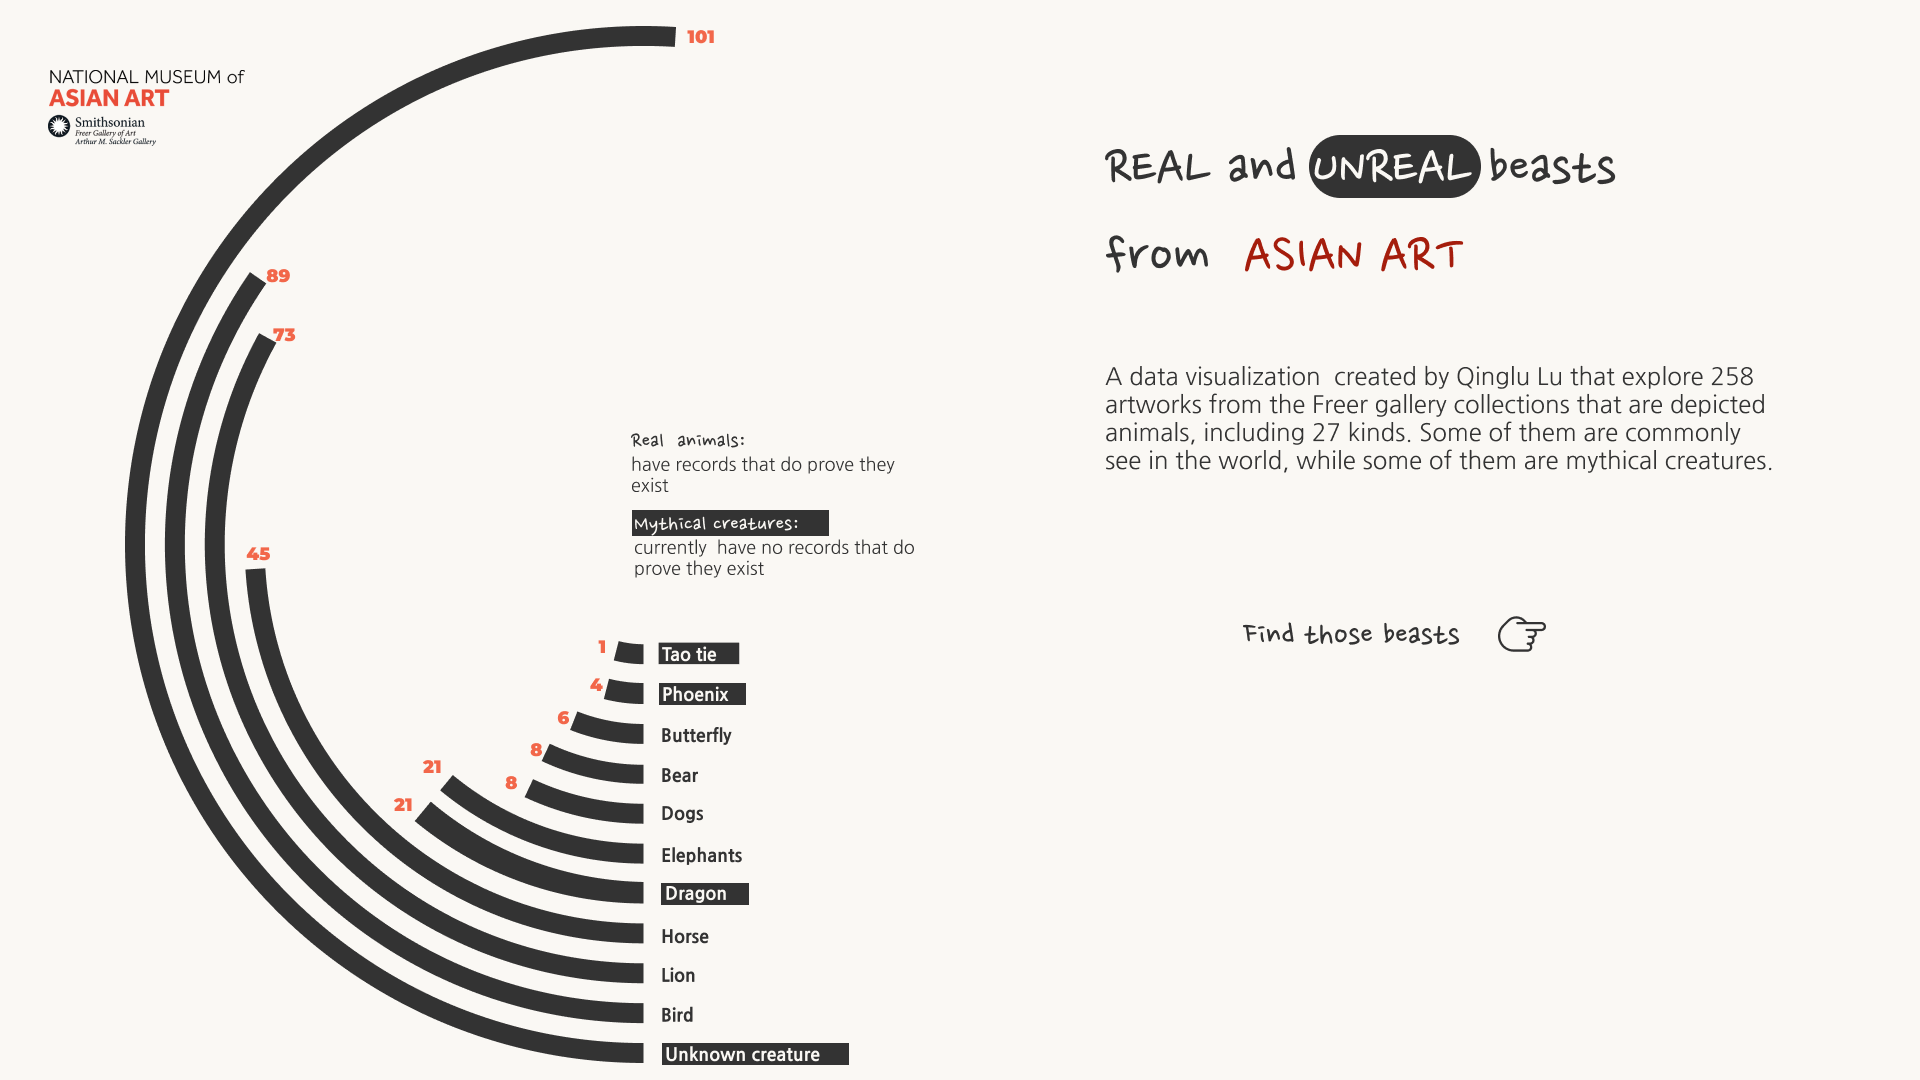 NATIONAL MUSEUM of
ASIAN ART
Smithsonian
Freer Gallery of Art
Arthur M. Sackler Gallery
101
89
73
45
1
4
6
8
8
21
21
Real animals:
have records that do prove they
exist
Mythical creatures:
currently have no records that do
prove they exist
Tao tie
Phoenix
Butterfly
Bear
Dogs
Elephants
Dragon
Horse
Lion
Bird
Unknown creature
REAL and UNREAL beasts
from ASIAN ART
A data visualization created by Qinglu Lu that explore 258
artworks from the Freer gallery collections that are depicted
animals, including 27 kinds. Some of them are commonly
see in the world, while some of them are mythical creatures.
Find those beasts